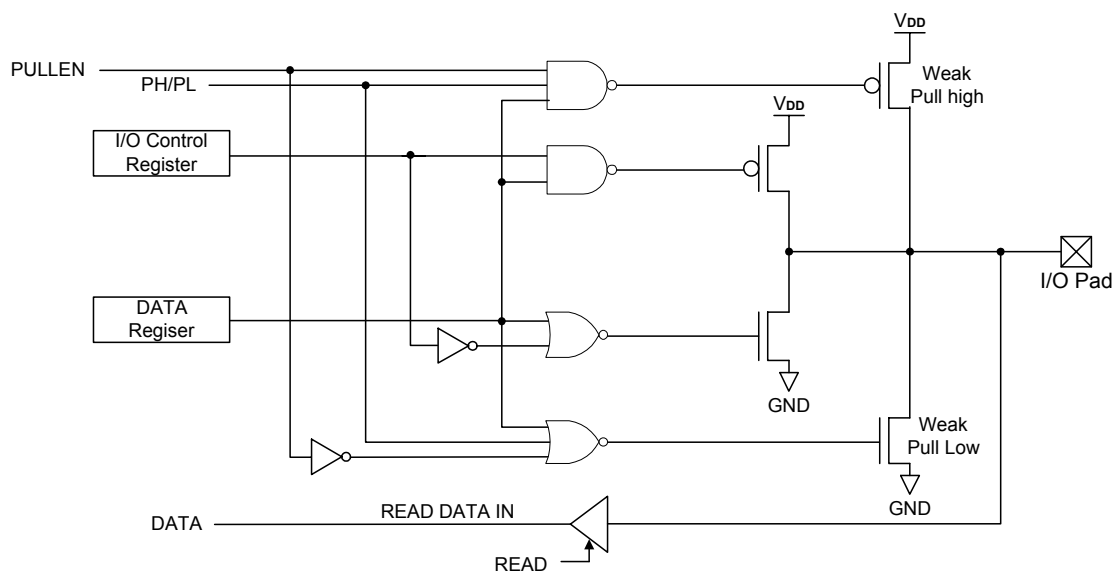 VDD
PULLEN
PH/PL
Weak
Pull high
VDD
I/O Control
Register
I/O Pad
DATA
Regiser
GND
Weak
Pull Low
GND
READ DATA IN
DATA
READ